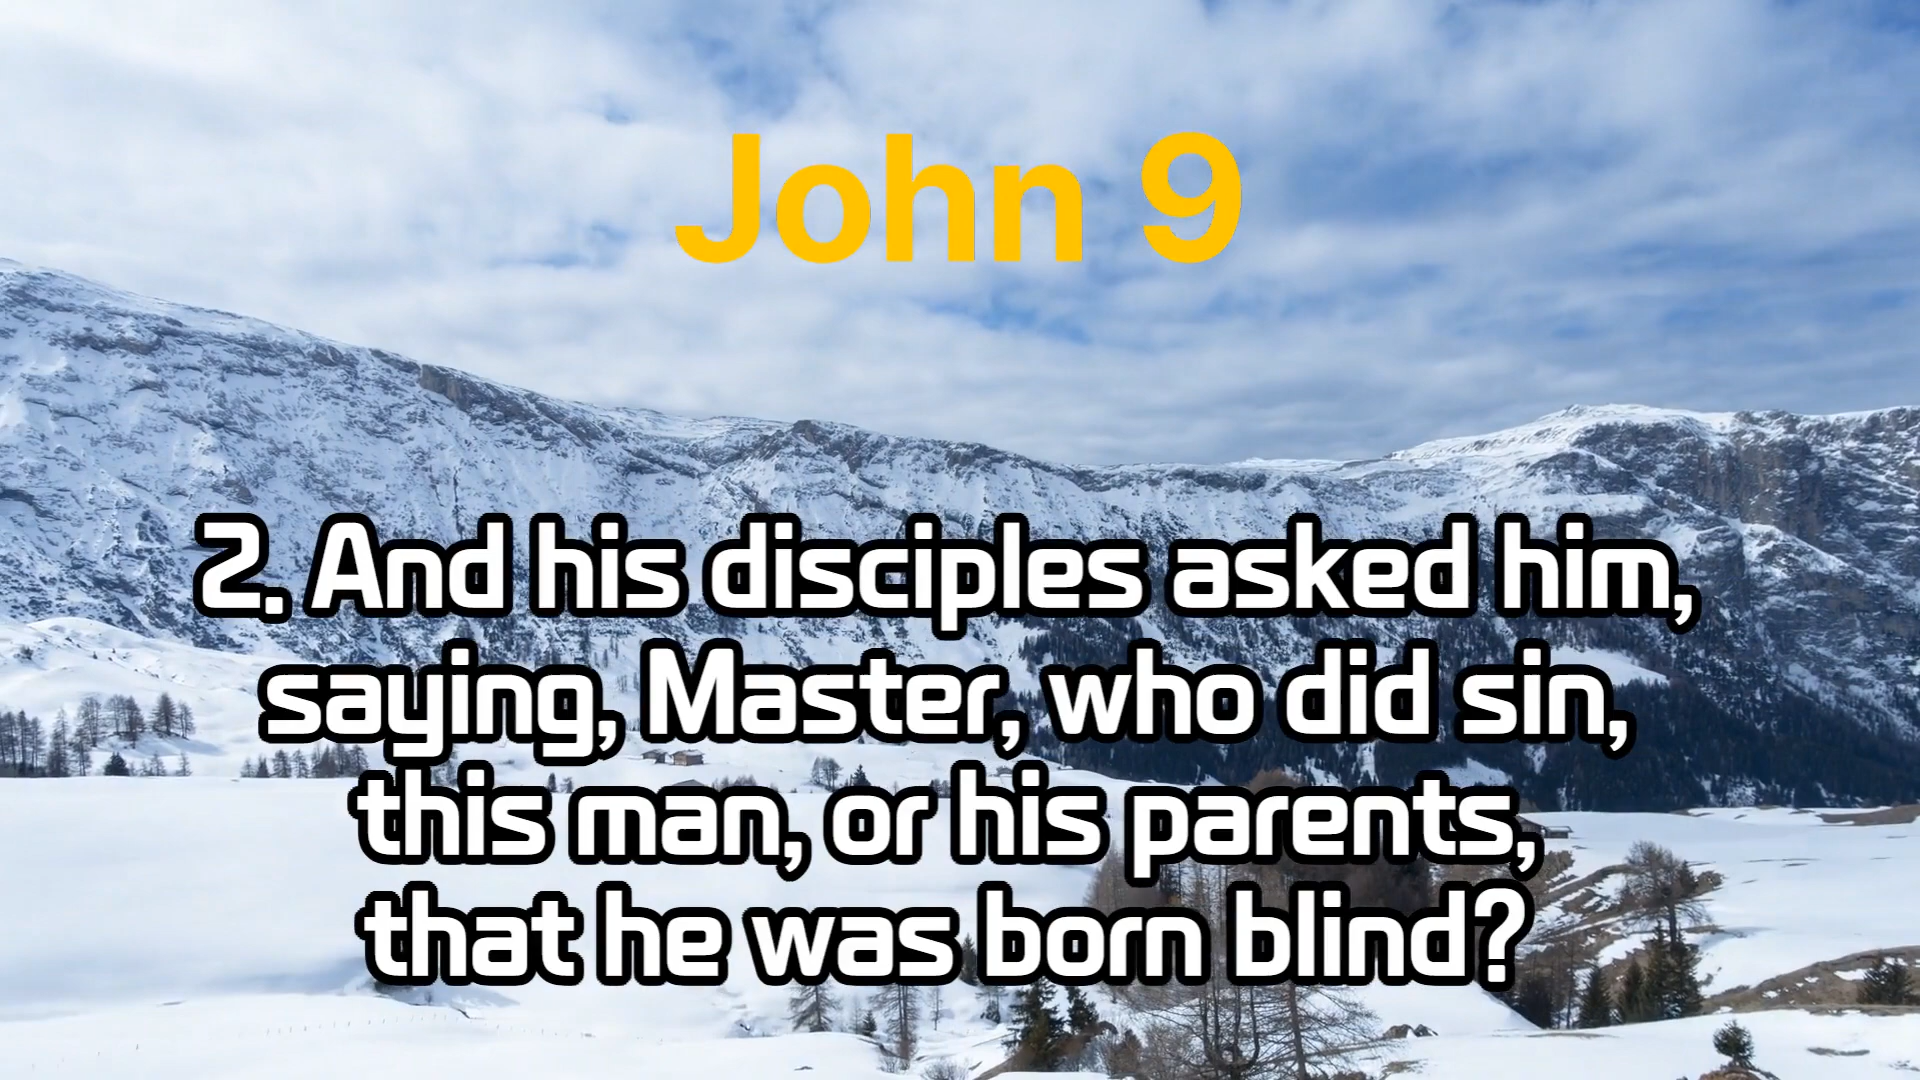 John 9
2. And his disciples asked him,
saying, Master, who did sin,
this man, or his parents,
that he was born blind?